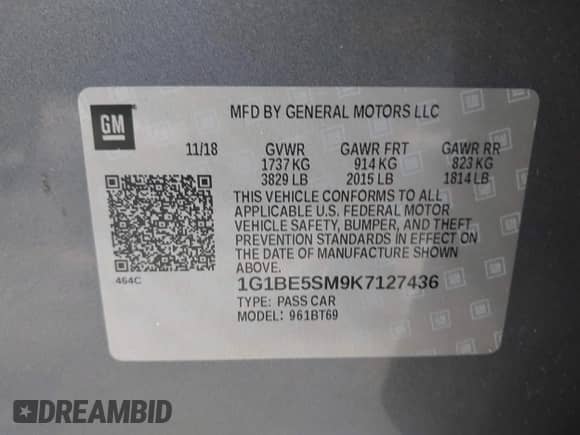 GM
MFD BY GENERAL MOTORS LLC
11/18 GVWR GAWR FRT GAWR RR
1737 KG 914 KG 823 KG
3829 LB 2015 LB 1814 LB
THIS VEHICLE CONFORMS TO ALL
APPLICABLE U.S. FEDERAL MOTOR
VEHICLE SAFETY, BUMPER, AND THEFT
PREVENTION STANDARDS IN EFFECT ON
THE DATE OF MANUFACTURE SHOWN
ABOVE.
464C
1G1BE5SM9K7127436
TYPE: PASS CAR
MODEL: 961BT69
DREAMBID